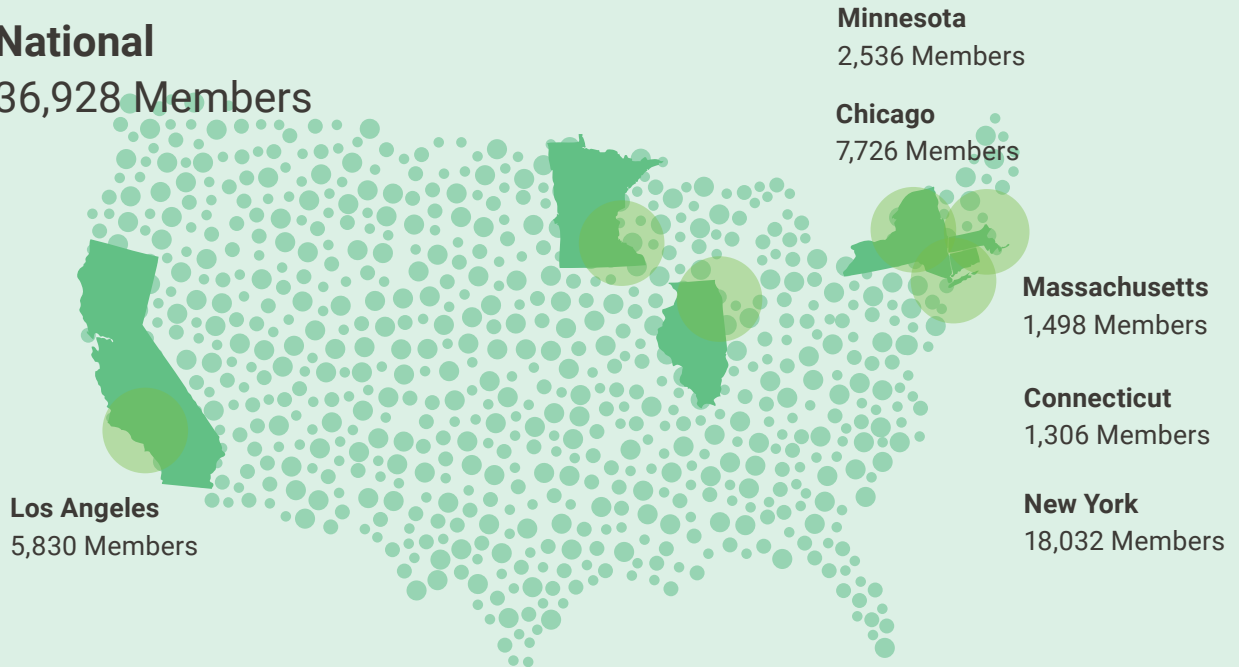 National
36,928 Members
Minnesota
2,536 Members
Chicago
7,726 Members
Massachusetts
1,498 Members
Connecticut
1,306 Members
New York
18,032 Members
Los Angeles
5,830 Members